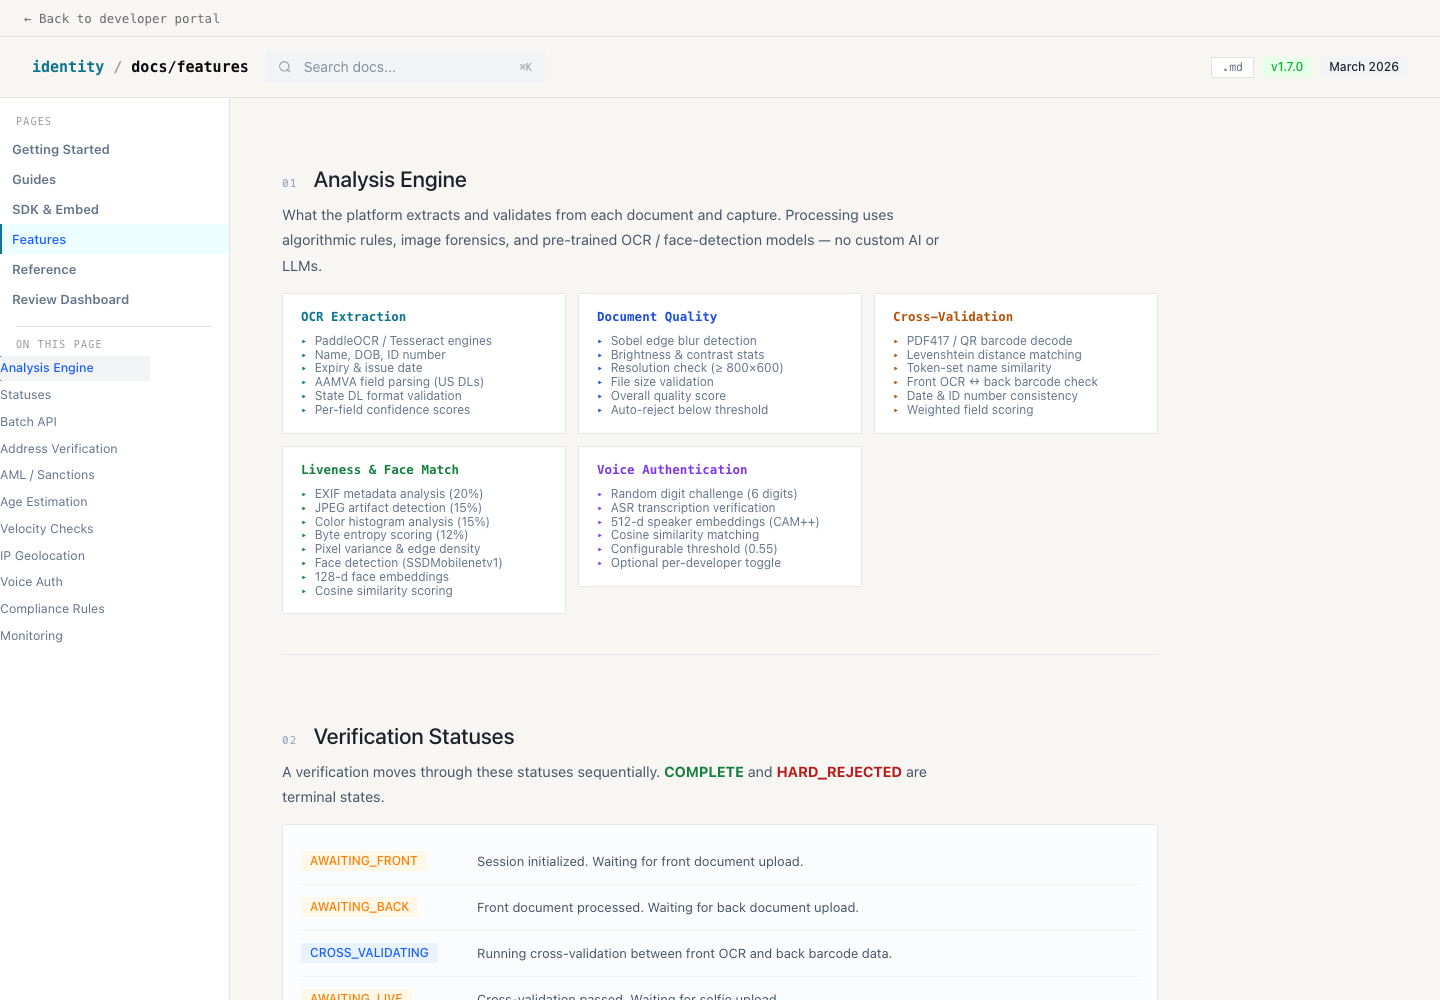 ← Back to developer portal
identity / docs/features
Search docs... ⌘K
.md v1.7.0 March 2026
PAGES
Getting Started
Guides
SDK & Embed
Features
Reference
Review Dashboard
ON THIS PAGE
Analysis Engine
Statuses
Batch API
Address Verification
AML / Sanctions
Age Estimation
Velocity Checks
IP Geolocation
Voice Auth
Compliance Rules
Monitoring
01 Analysis Engine
What the platform extracts and validates from each document and capture. Processing uses
algorithmic rules, image forensics, and pre-trained OCR / face-detection models — no custom AI or
LLMs.
OCR Extraction
▸ PaddleOCR / Tesseract engines
▸ Name, DOB, ID number
▸ Expiry & issue date
▸ AAMVA field parsing (US DLs)
▸ State DL format validation
▸ Per-field confidence scores
Document Quality
▸ Sobel edge blur detection
▸ Brightness & contrast stats
▸ Resolution check (≥ 800×600)
▸ File size validation
▸ Overall quality score
▸ Auto-reject below threshold
Cross-Validation
▸ PDF417 / QR barcode decode
▸ Levenshtein distance matching
▸ Token-set name similarity
▸ Front OCR ↔ back barcode check
▸ Date & ID number consistency
▸ Weighted field scoring
Liveness & Face Match
▸ EXIF metadata analysis (20%)
▸ JPEG artifact detection (15%)
▸ Color histogram analysis (15%)
▸ Byte entropy scoring (12%)
▸ Pixel variance & edge density
▸ Face detection (SSDMobilenetv1)
▸ 128-d face embeddings
▸ Cosine similarity scoring
Voice Authentication
▸ Random digit challenge (6 digits)
▸ ASR transcription verification
▸ 512-d speaker embeddings (CAM++)
▸ Cosine similarity matching
▸ Configurable threshold (0.55)
▸ Optional per-developer toggle
02 Verification Statuses
A verification moves through these statuses sequentially. COMPLETE and HARD_REJECTED are
terminal states.
AWAITING_FRONT Session initialized. Waiting for front document upload.
AWAITING_BACK Front document processed. Waiting for back document upload.
CROSS_VALIDATING Running cross-validation between front OCR and back barcode data.
AWAITING_LIVE Cross-validation passed. Waiting for selfie upload.